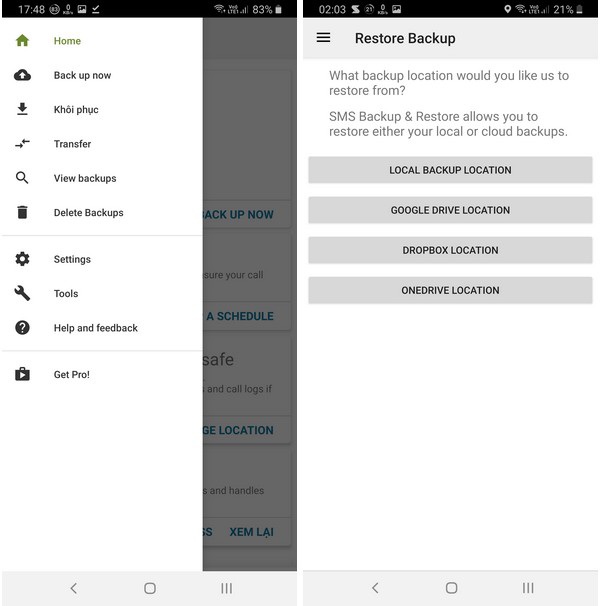 17:48
83%
Home
Back up now
Khôi phục
Transfer
View backups
Delete Backups
Settings
Tools
Help and feedback
Get Pro!
BACK UP NOW
sure your call
A SCHEDULE
safe
s and call logs if
GE LOCATION
s and handles
SS XEM LẠI
02:03
21%
Restore Backup
What backup location would you like us to
restore from?
SMS Backup & Restore allows you to
restore either your local or cloud backups.
LOCAL BACKUP LOCATION
GOOGLE DRIVE LOCATION
DROPBOX LOCATION
ONEDRIVE LOCATION